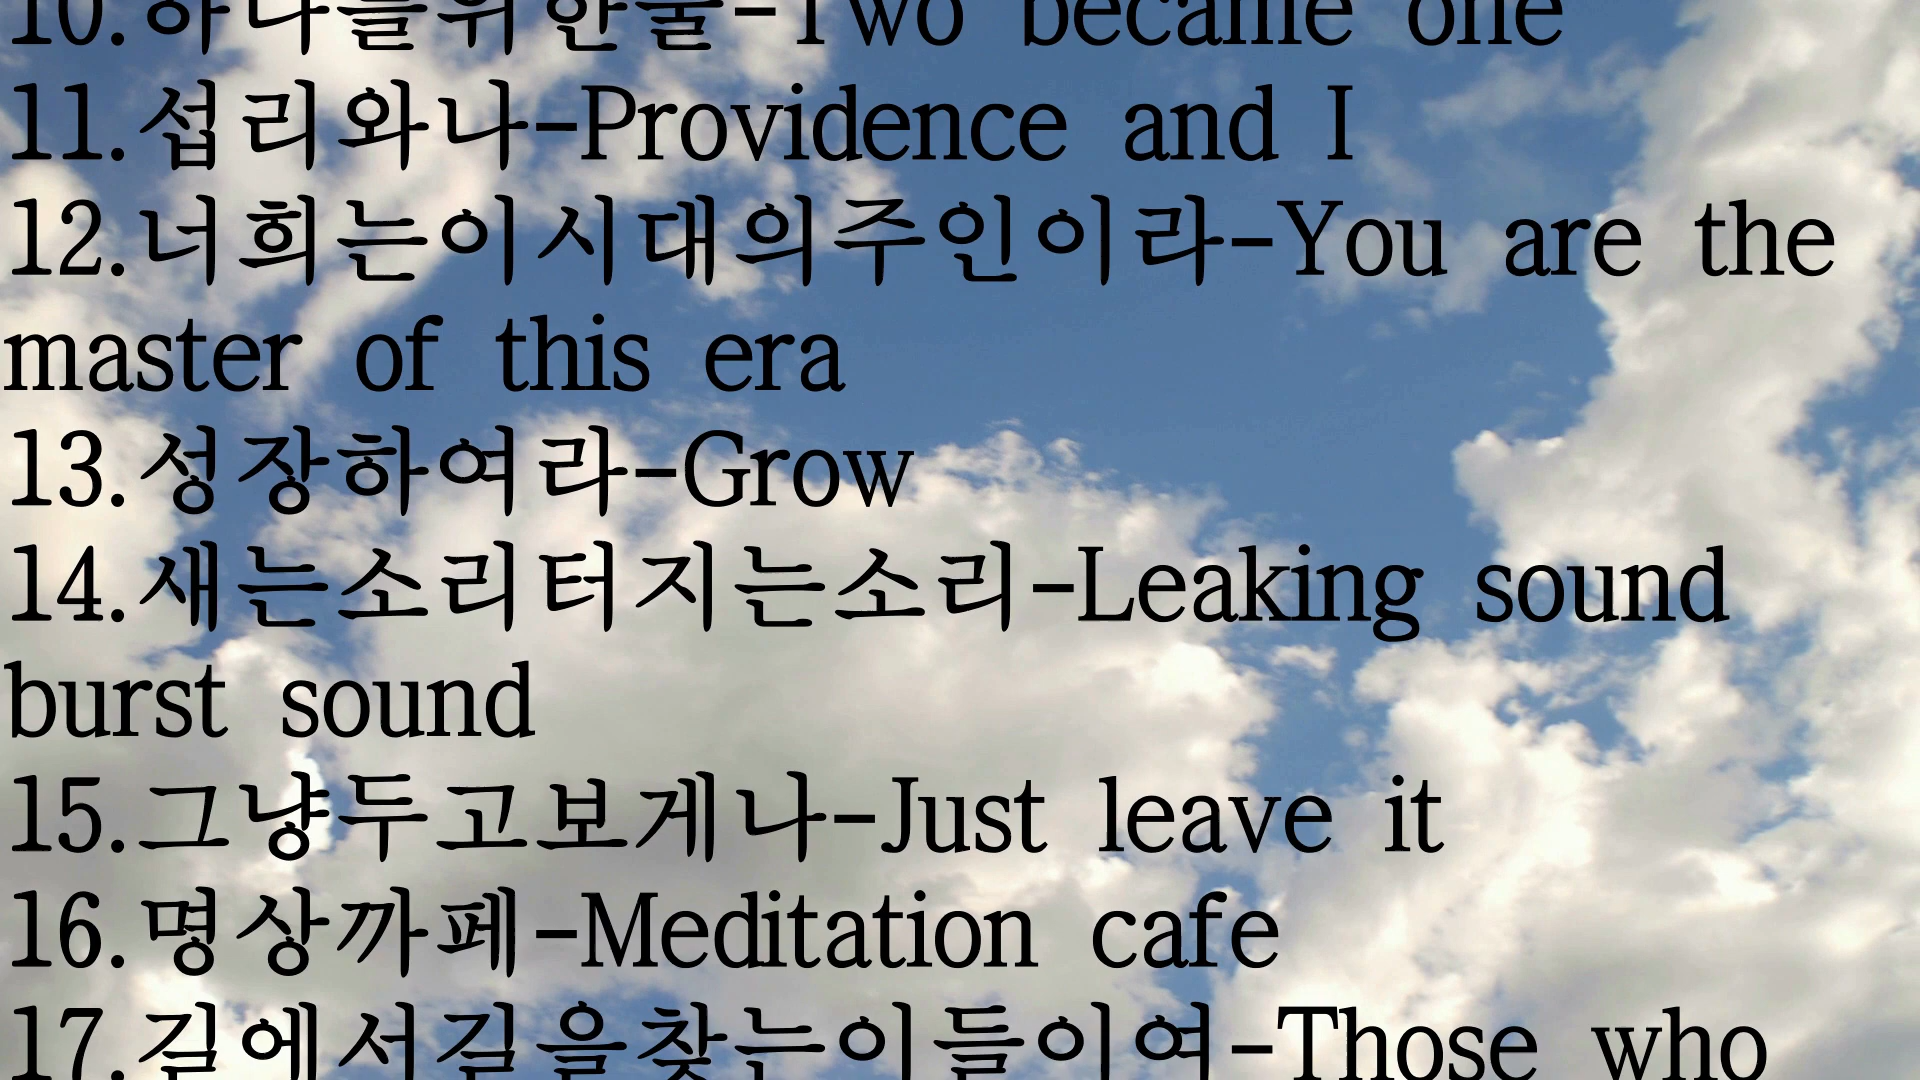 10.하나를위한둘-Two became one
11.섭리와나-Providence and I
12.너희는이시대의주인이라-You are the
master of this era
13.성장하여라-Grow
14.새는소리터지는소리-Leaking sound
burst sound
15.그냥두고보게나-Just leave it
16.명상까페-Meditation cafe
17.길에서길을찾는이들이여-Those who